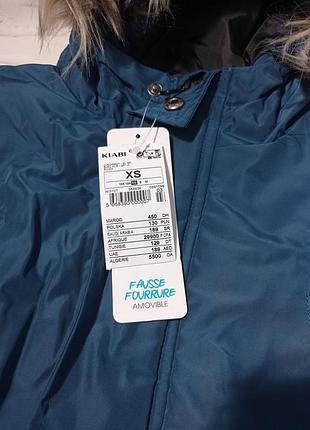 KIABI
XS
MAROC 450 DH
POLSKA 130 PLN
SAUDI ARABIA 189 SR
AFRIQUE 29900 F CFA
TUNISIE 129 DT
UAE 189 AED
ALGERIE 5500 DA
FAUSSE
FOURRURE
AMOVIBLE